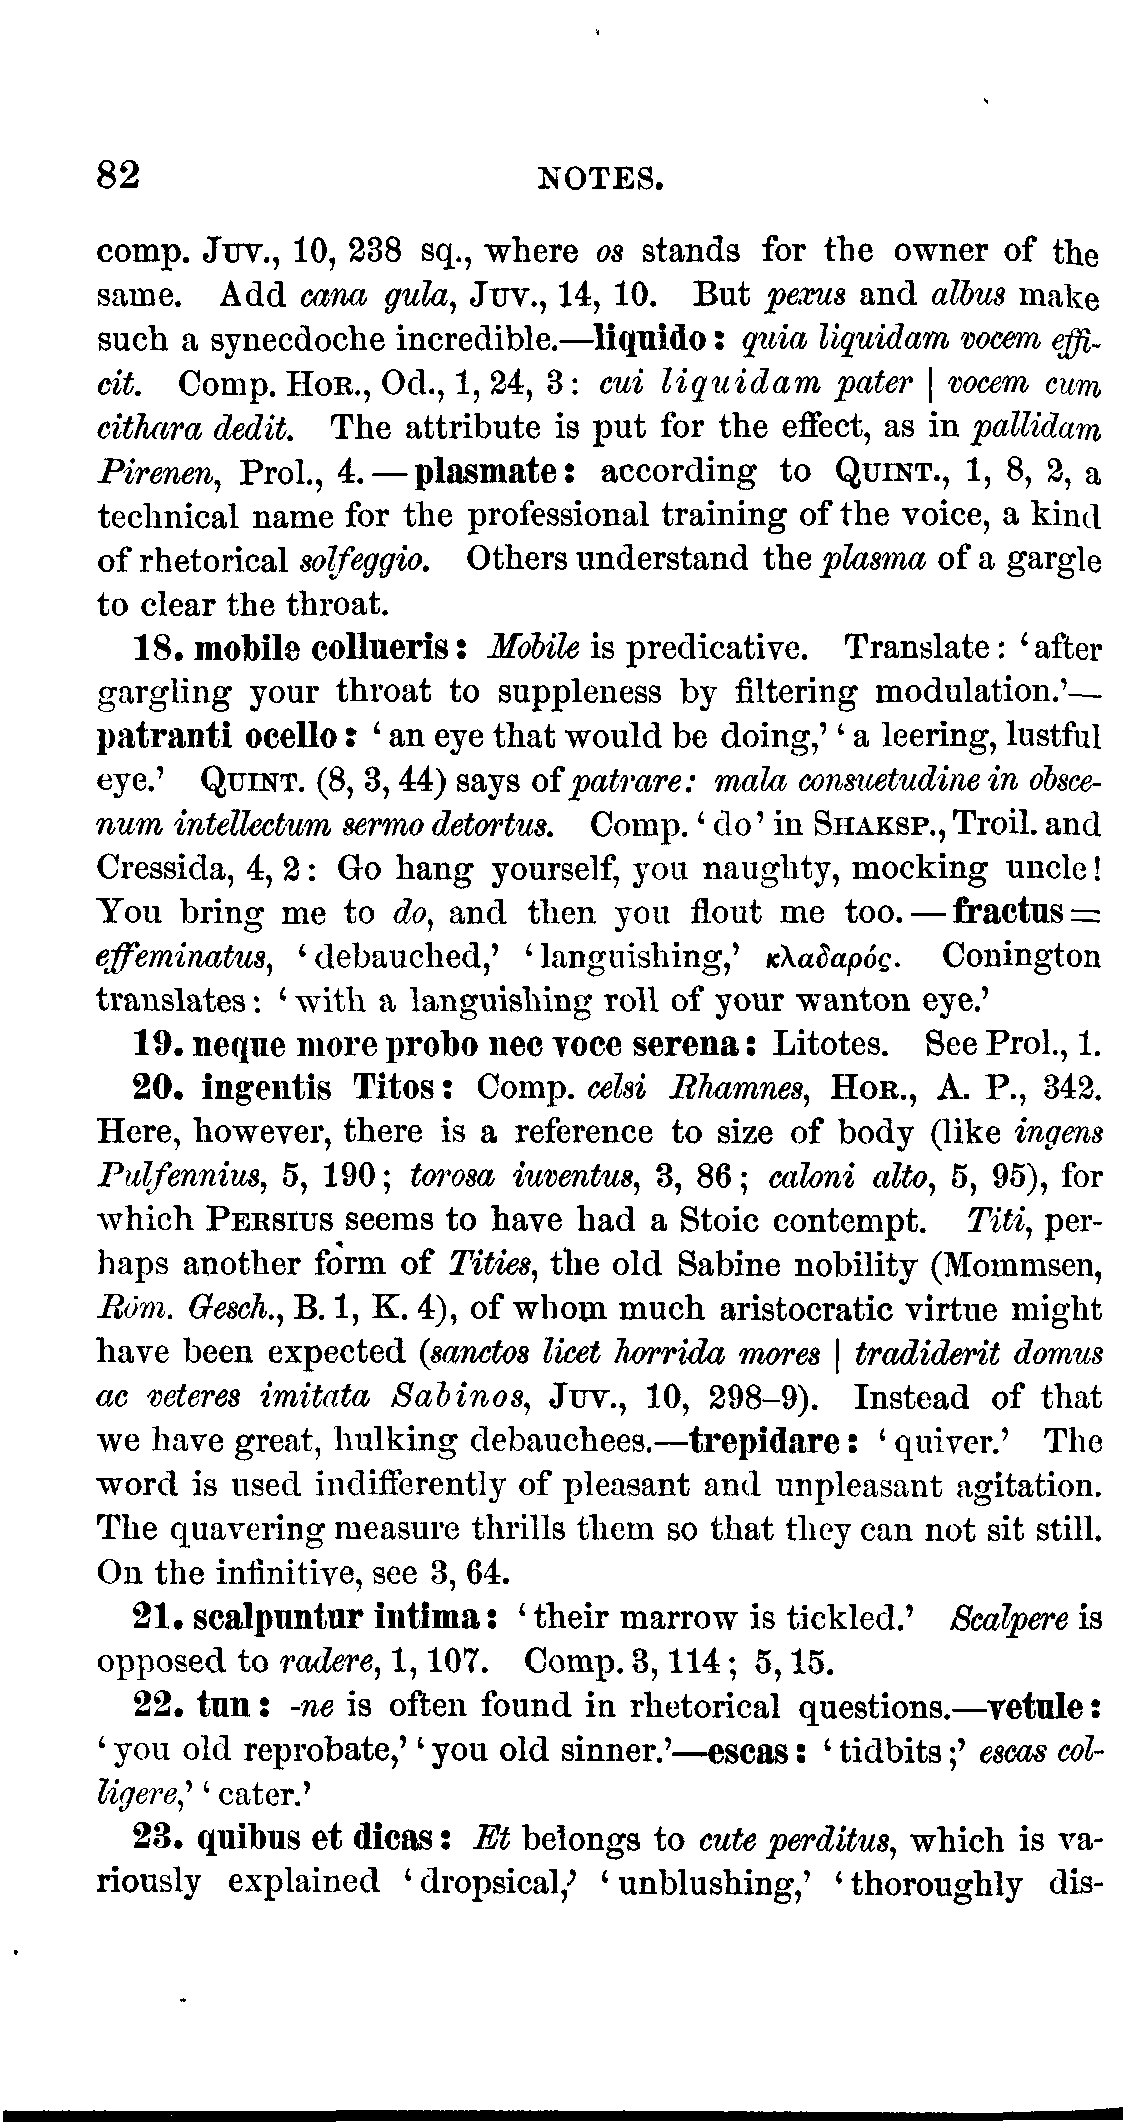 82 NOTES.
comp. Juv., 10, 238 sq., where os stands for the owner of the
same. Add cana gula, Juv., 14, 10. But pexus and albus make
such a synecdoche incredible.—liquido: quia liquidam vocem effi-
cit. Comp. Hor., Od., 1, 24, 3: cui liquidam pater | vocem cum
cithara dedit. The attribute is put for the effect, as in pallidam
Pirenen, Prol., 4.—plasmate: according to Quint., 1, 8, 2, a
technical name for the professional training of the voice, a kind
of rhetorical solfeggio. Others understand the plasma of a gargle
to clear the throat.
18. mobile collueris: Mobile is predicative. Translate: ‘after
gargling your throat to suppleness by filtering modulation.’—
patranti ocello: ‘an eye that would be doing,’ ‘a leering, lustful
eye.’ Quint. (8, 3, 44) says of patrare: mala consuetudine in obsce-
num intellectum sermo detortus. Comp. ‘do’ in Shaksp., Troil. and
Cressida, 4, 2: Go hang yourself, you naughty, mocking uncle!
You bring me to do, and then you flout me too.—fractus =
effeminatus, ‘debauched,’ ‘languishing,’ κλαδαρός. Conington
translates: ‘with a languishing roll of your wanton eye.’
19. neque more probo nec voce serena: Litotes. See Prol., 1.
20. ingentis Titos: Comp. celsi Rhamnes, Hor., A. P., 342.
Here, however, there is a reference to size of body (like ingens
Pulfennius, 5, 190; torosa iuventus, 3, 86; caloni alto, 5, 95), for
which Persius seems to have had a Stoic contempt. Titi, per-
haps another form of Tities, the old Sabine nobility (Mommsen,
Röm. Gesch., B. 1, K. 4), of whom much aristocratic virtue might
have been expected (sanctos licet horrida mores | tradiderit domus
ac veteres imitata Sabinos, Juv., 10, 298–9). Instead of that
we have great, hulking debauchees.—trepidare: ‘quiver.’ The
word is used indifferently of pleasant and unpleasant agitation.
The quavering measure thrills them so that they can not sit still.
On the infinitive, see 3, 64.
21. scalpuntur intima: ‘their marrow is tickled.’ Scalpere is
opposed to radere, 1, 107. Comp. 3, 114; 5, 15.
22. tun: -ne is often found in rhetorical questions.—vetule:
‘you old reprobate,’ ‘you old sinner.’—escas: ‘tidbits;’ escas col-
ligere,’ ‘cater.’
23. quibus et dicas: Et belongs to cute perditus, which is va-
riously explained ‘dropsical,’ ‘unblushing,’ ‘thoroughly dis-